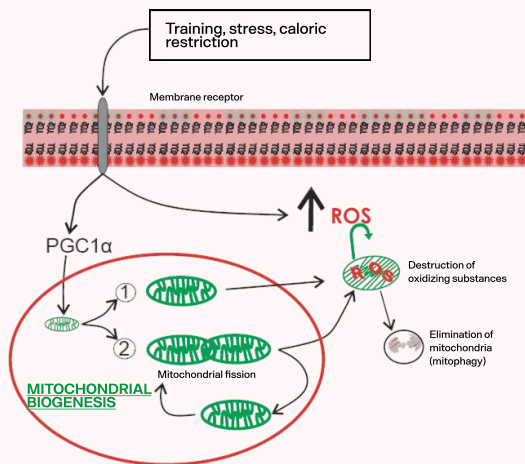 Training, stress, caloric
restriction
Membrane receptor
ROS
PGC1α
ROS
Destruction of
oxidizing substances
1
2
Elimination of
mitochondria
(mitophagy)
Mitochondrial fission
MITOCHONDRIAL
BIOGENESIS